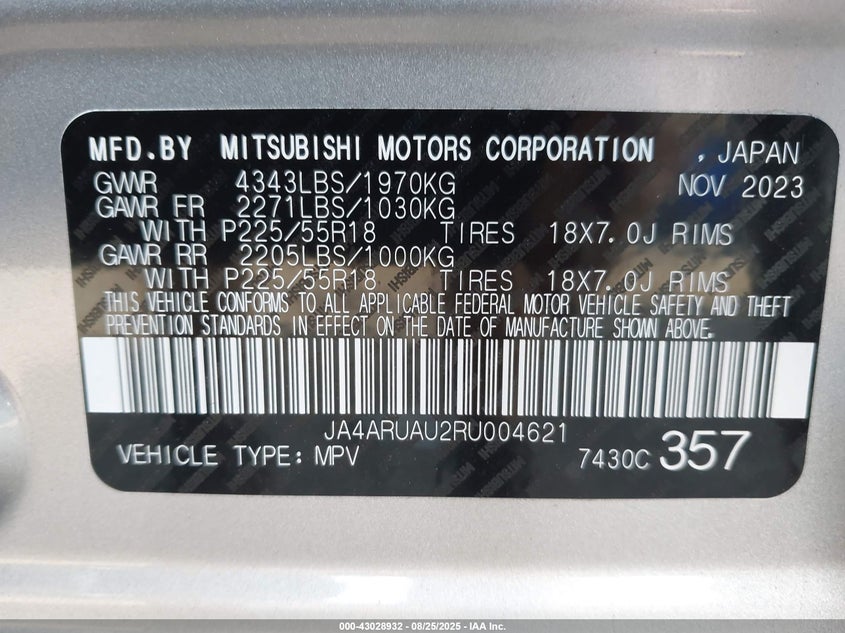 MFD.BY MITSUBISHI MOTORS CORPORATION , JAPAN
GVWR 4343LBS/1970KG NOV 2023
GAWR FR 2271LBS/1030KG
WITH P225/55R18 TIRES 18X7.0J RIMS
GAWR RR 2205LBS/1000KG
WITH P225/55R18 TIRES 18X7.0J RIMS
THIS VEHICLE CONFORMS TO ALL APPLICABLE FEDERAL MOTOR VEHICLE SAFETY AND THEFT
PREVENTION STANDARDS IN EFFECT ON THE DATE OF MANUFACTURE SHOWN ABOVE.
JA4ARUAU2RU004621
VEHICLE TYPE: MPV 7430C 357
000-43028932 - 08/25/2025 - IAA Inc.